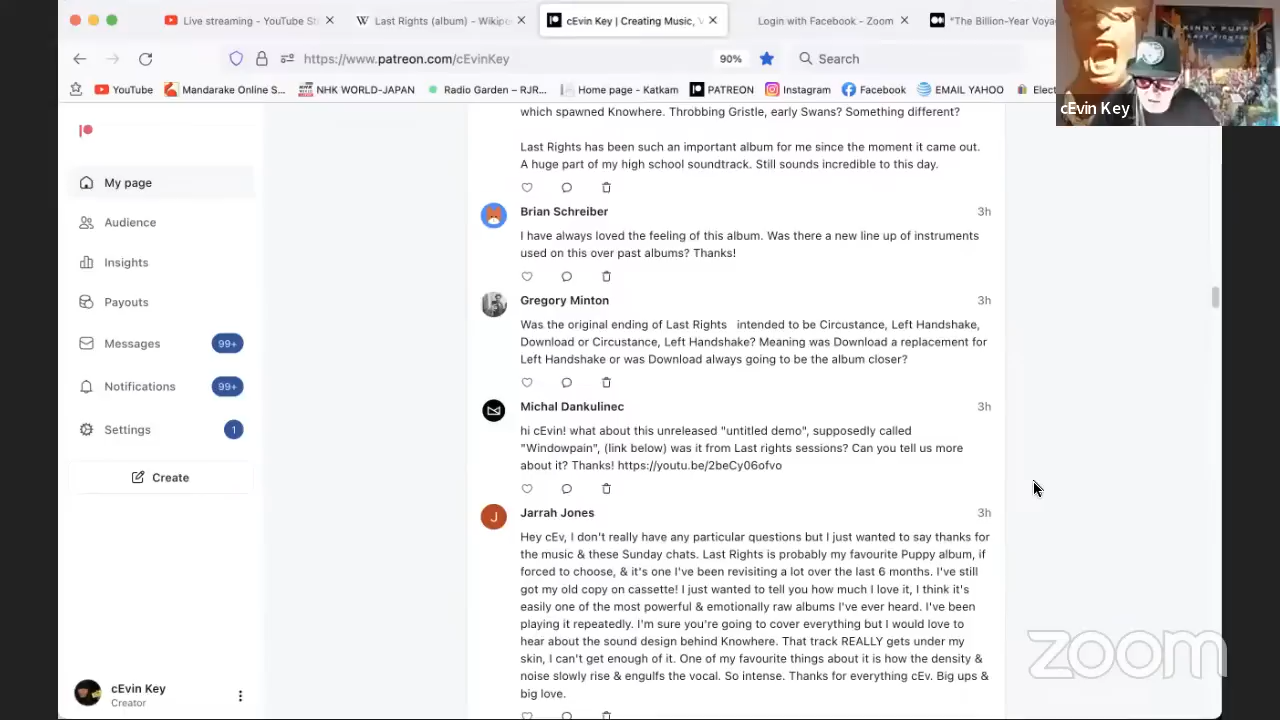 Live streaming - YouTube St
Last Rights (album) - Wikipe
cEvin Key | Creating Music, V
Login with Facebook - Zoom
"The Billion-Year Voya
https://www.patreon.com/cEvinKey
90%
Search
YouTube
Mandarake Online S...
NHK WORLD-JAPAN
Radio Garden – RJR...
Home page - Katkam
PATREON
Instagram
Facebook
EMAIL YAHOO
Elect
SKINNY PUPPY
LAST RIGHTS
cEvin Key
My page
Audience
Insights
Payouts
Messages
99+
Notifications
99+
Settings
1
Create
cEvin Key
Creator
which spawned Knowhere. Throbbing Gristle, early Swans? Something different?
Last Rights has been such an important album for me since the moment it came out.
A huge part of my high school soundtrack. Still sounds incredible to this day.
Brian Schreiber
3h
I have always loved the feeling of this album. Was there a new line up of instruments
used on this over past albums? Thanks!
Gregory Minton
3h
Was the original ending of Last Rights intended to be Circustance, Left Handshake,
Download or Circustance, Left Handshake? Meaning was Download a replacement for
Left Handshake or was Download always going to be the album closer?
Michal Dankulinec
3h
hi cEvin! what about this unreleased "untitled demo", supposedly called
"Windowpain", (link below) was it from Last rights sessions? Can you tell us more
about it? Thanks! https://youtu.be/2beCy06ofvo
J
Jarrah Jones
3h
Hey cEv, I don't really have any particular questions but I just wanted to say thanks for
the music & these Sunday chats. Last Rights is probably my favourite Puppy album, if
forced to choose, & it's one I've been revisiting a lot over the last 6 months. I've still
got my old copy on cassette! I just wanted to tell you how much I love it, I think it's
easily one of the most powerful & emotionally raw albums I've ever heard. I've been
playing it repeatedly. I'm sure you're going to cover everything but I would love to
hear about the sound design behind Knowhere. That track REALLY gets under my
skin, I can't get enough of it. One of my favourite things about it is how the density &
noise slowly rise & engulfs the vocal. So intense. Thanks for everything cEv. Big ups &
big love.
zoom